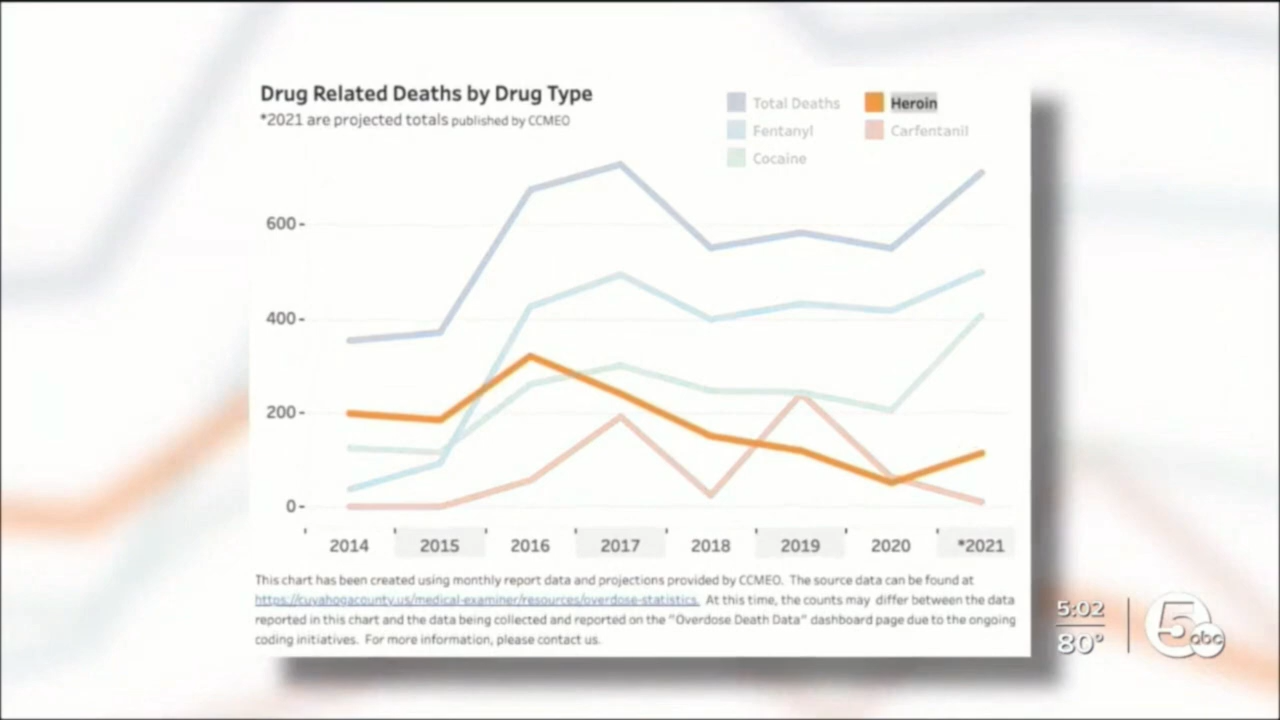 Drug Related Deaths by Drug Type
*2021 are projected totals published by CCMEO
Total Deaths
Heroin
Fentanyl
Carfentanil
Cocaine
600
400
200
0
2014 2015 2016 2017 2018 2019 2020 *2021
This chart has been created using monthly report data and projections provided by CCMEO. The source data can be found at
https://cuyahogacounty.us/medical-examiner/resources/overdose-statistics. At this time, the counts may differ between the data
reported in this chart and the data being collected and reported on the "Overdose Death Data" dashboard page due to the ongoing
coding initiatives. For more information, please contact us.
5:02
80°
5 abc